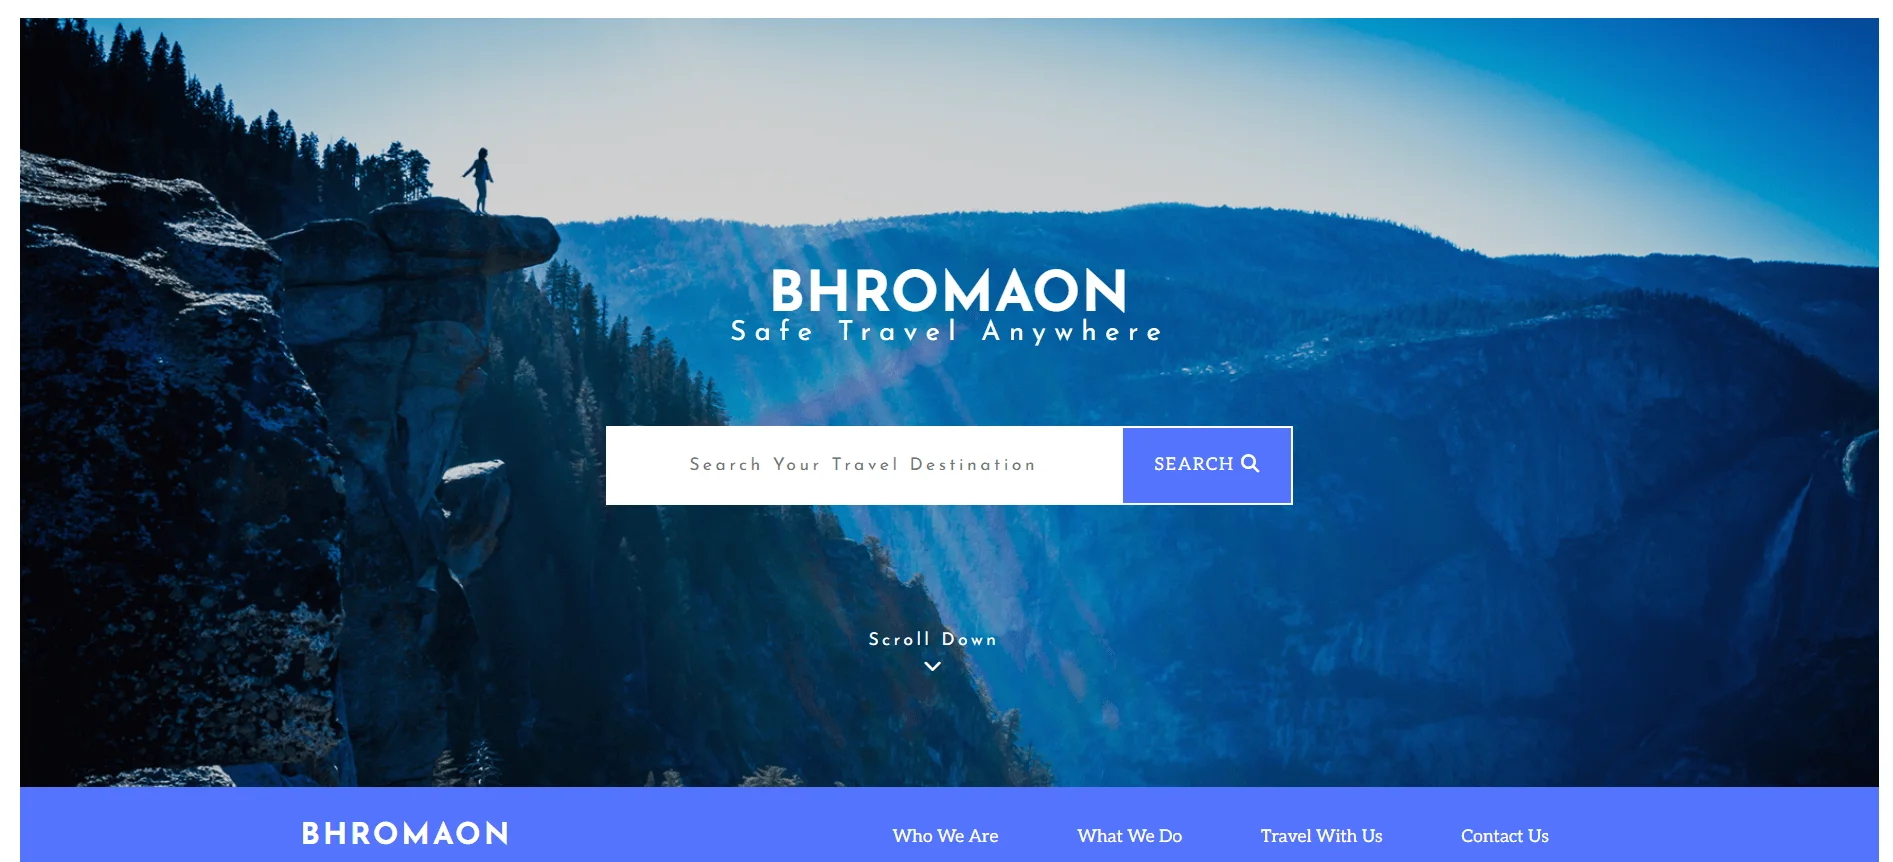 BHROMAON
Safe Travel Anywhere
Search Your Travel Destination
SEARCH
Scroll Down
BHROMAON
Who We Are
What We Do
Travel With Us
Contact Us